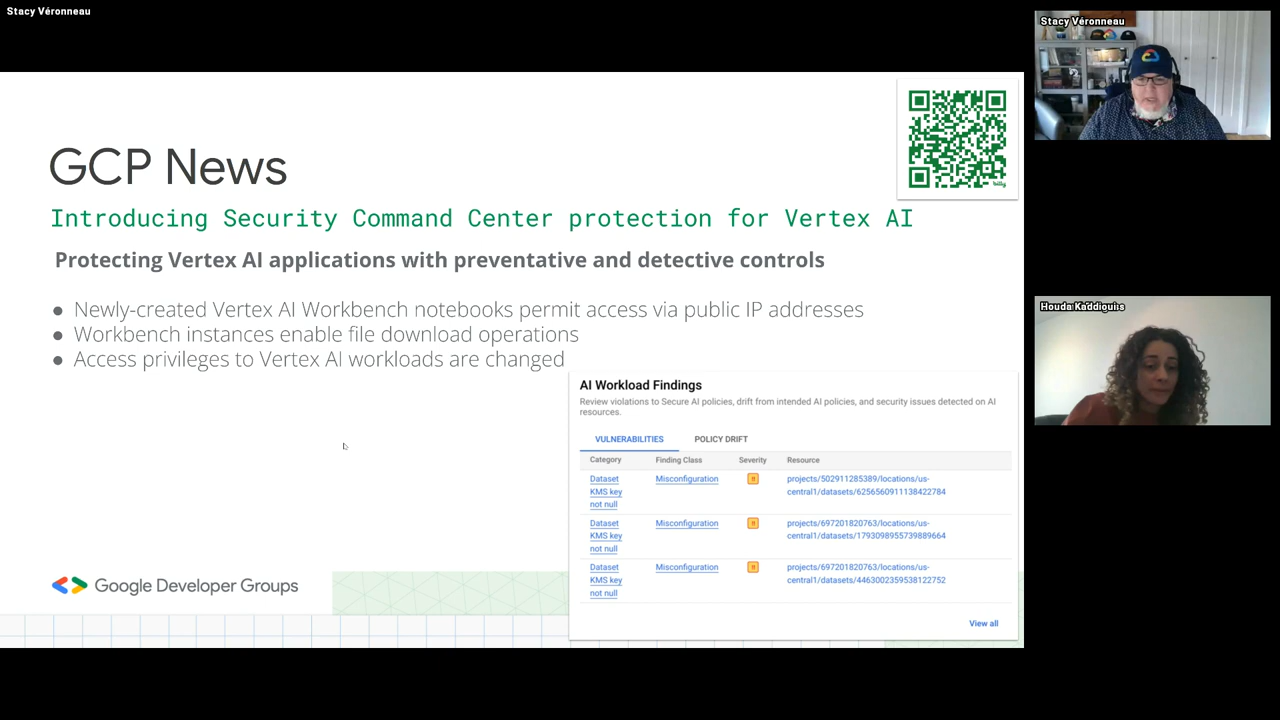 Stacy Véronneau
GCP News
Introducing Security Command Center protection for Vertex AI
Protecting Vertex AI applications with preventative and detective controls
● Newly-created Vertex AI Workbench notebooks permit access via public IP addresses
● Workbench instances enable file download operations
● Access privileges to Vertex AI workloads are changed
AI Workload Findings
Review violations to Secure AI policies, drift from intended AI policies, and security issues detected on AI
resources.
VULNERABILITIES POLICY DRIFT
Category Finding Class Severity Resource
Dataset Misconfiguration projects/502911285389/locations/us-
KMS key central1/datasets/6256560911138422784
not null
Dataset Misconfiguration projects/697201820763/locations/us-
KMS key central1/datasets/1793098955739889664
not null
Dataset Misconfiguration projects/697201820763/locations/us-
KMS key central1/datasets/4463002359538122752
not null
View all
Google Developer Groups
bitly
Stacy Véronneau
Houda Kaddiquiis